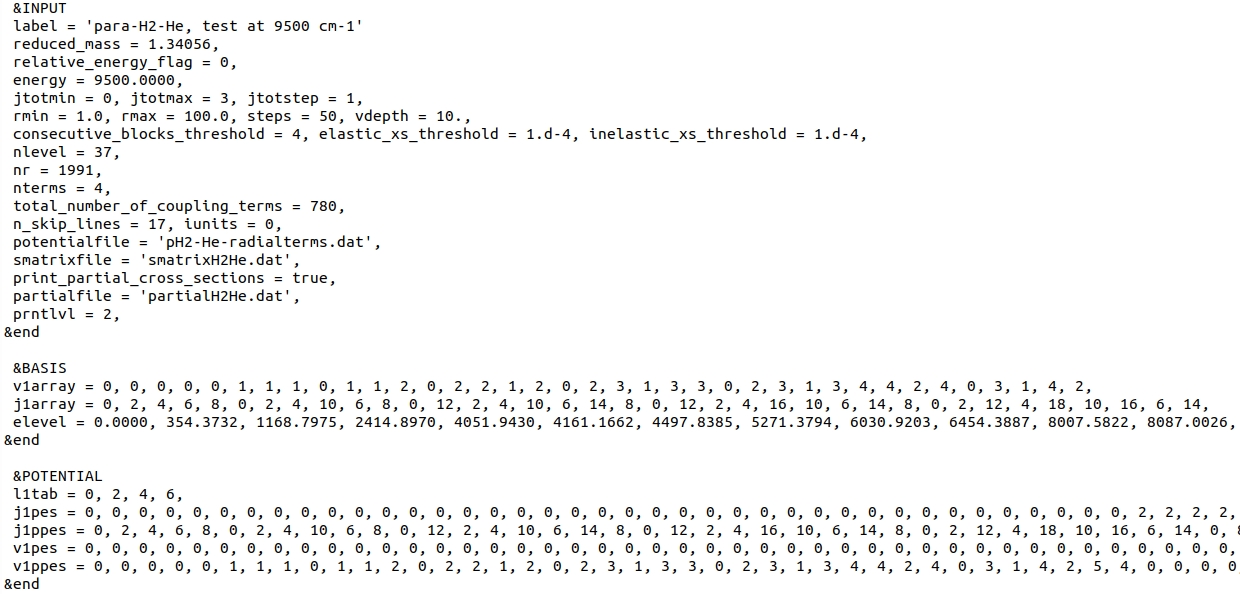 &INPUT
label = 'para-H2-He, test at 9500 cm-1'
reduced_mass = 1.34056,
relative_energy_flag = 0,
energy = 9500.0000,
jtotmin = 0, jtotmax = 3, jtotstep = 1,
rmin = 1.0, rmax = 100.0, steps = 50, vdepth = 10.,
consecutive_blocks_threshold = 4, elastic_xs_threshold = 1.d-4, inelastic_xs_threshold = 1.d-4,
nlevel = 37,
nr = 1991,
nterms = 4,
total_number_of_coupling_terms = 780,
n_skip_lines = 17, iunits = 0,
potentialfile = 'pH2-He-radialterms.dat',
smatrixfile = 'smatrixH2He.dat',
print_partial_cross_sections = true,
partialfile = 'partialH2He.dat',
prntlvl = 2,
&end
&BASIS
v1array = 0, 0, 0, 0, 0, 1, 1, 1, 0, 1, 1, 2, 0, 2, 2, 1, 2, 0, 2, 3, 1, 3, 3, 0, 2, 3, 1, 3, 4, 4, 2, 4, 0, 3, 1, 4, 2,
j1array = 0, 2, 4, 6, 8, 0, 2, 4, 10, 6, 8, 0, 12, 2, 4, 10, 6, 14, 8, 0, 12, 2, 4, 16, 10, 6, 14, 8, 0, 2, 12, 4, 18, 10, 16, 6, 14,
elevel = 0.0000, 354.3732, 1168.7975, 2414.8970, 4051.9430, 4161.1662, 4497.8385, 5271.3794, 6030.9203, 6454.3887, 8007.5822, 8087.0026,
&end
&POTENTIAL
l1tab = 0, 2, 4, 6,
j1pes = 0, 0, 0, 0, 0, 0, 0, 0, 0, 0, 0, 0, 0, 0, 0, 0, 0, 0, 0, 0, 0, 0, 0, 0, 0, 0, 0, 0, 0, 0, 0, 0, 0, 0, 0, 0, 0, 0, 0, 2, 2, 2, 2,
j1ppes = 0, 2, 4, 6, 8, 0, 2, 4, 10, 6, 8, 0, 12, 2, 4, 10, 6, 14, 8, 0, 12, 2, 4, 16, 10, 6, 14, 8, 0, 2, 12, 4, 18, 10, 16, 6, 14, 0,
v1pes = 0, 0, 0, 0, 0, 0, 0, 0, 0, 0, 0, 0, 0, 0, 0, 0, 0, 0, 0, 0, 0, 0, 0, 0, 0, 0, 0, 0, 0, 0, 0, 0, 0, 0, 0, 0, 0, 0, 0, 0, 0, 0, 0,
v1ppes = 0, 0, 0, 0, 0, 1, 1, 1, 0, 1, 1, 2, 0, 2, 2, 1, 2, 0, 2, 3, 1, 3, 3, 0, 2, 3, 1, 3, 4, 4, 2, 4, 0, 3, 1, 4, 2, 5, 4, 0, 0, 0, 0
&end